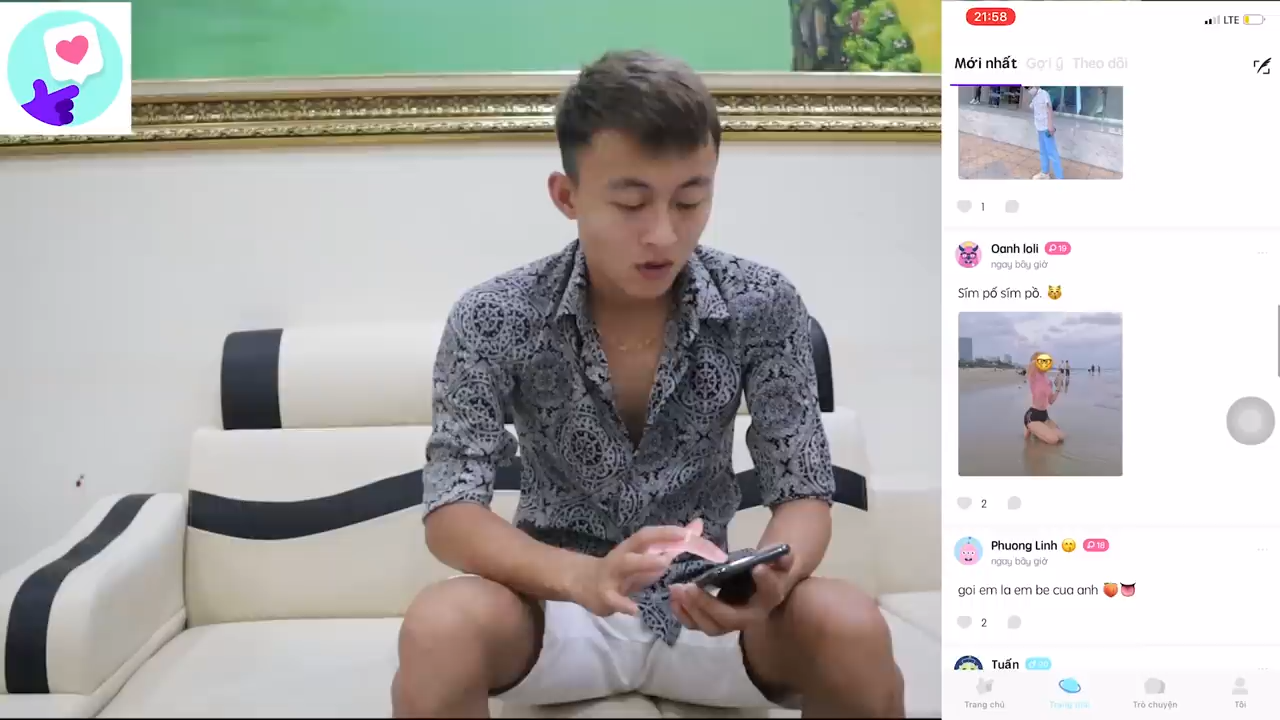 21:58
LTE
Mới nhất Gợi ý Theo dõi
1
Oanh loli 19
ngay bây giờ
Sím pố sím pồ. 😽
2
Phuong Linh 🤭 18
ngay bây giờ
goi em la em be cua anh 🍑👅
2
Tuấn
Trang chủ Trò chuyện Tôi